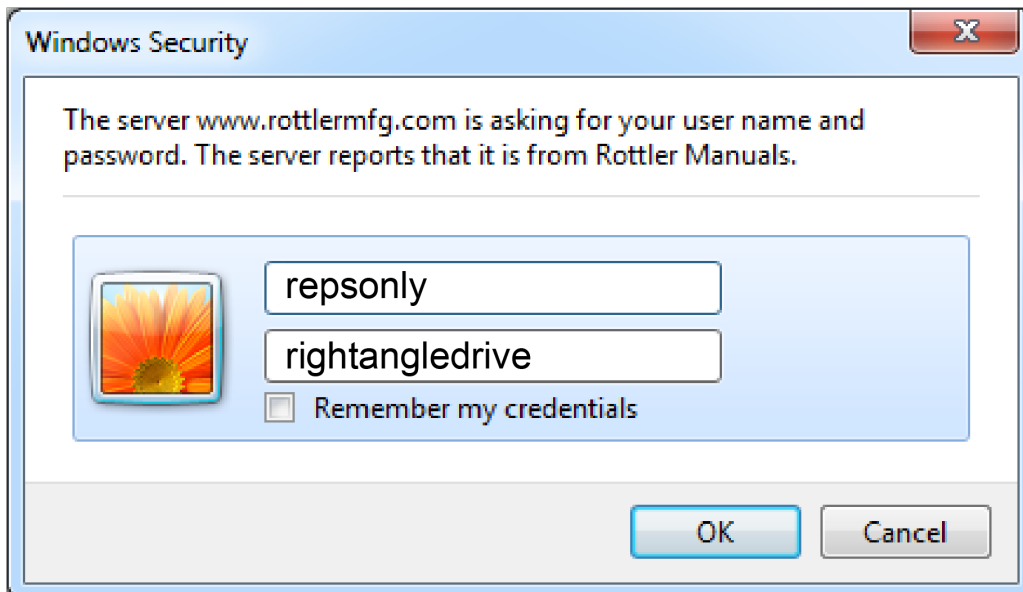 Windows Security
The server www.rottlermfg.com is asking for your user name and
password. The server reports that it is from Rottler Manuals.
repsonly
rightangledrive
Remember my credentials
OK
Cancel